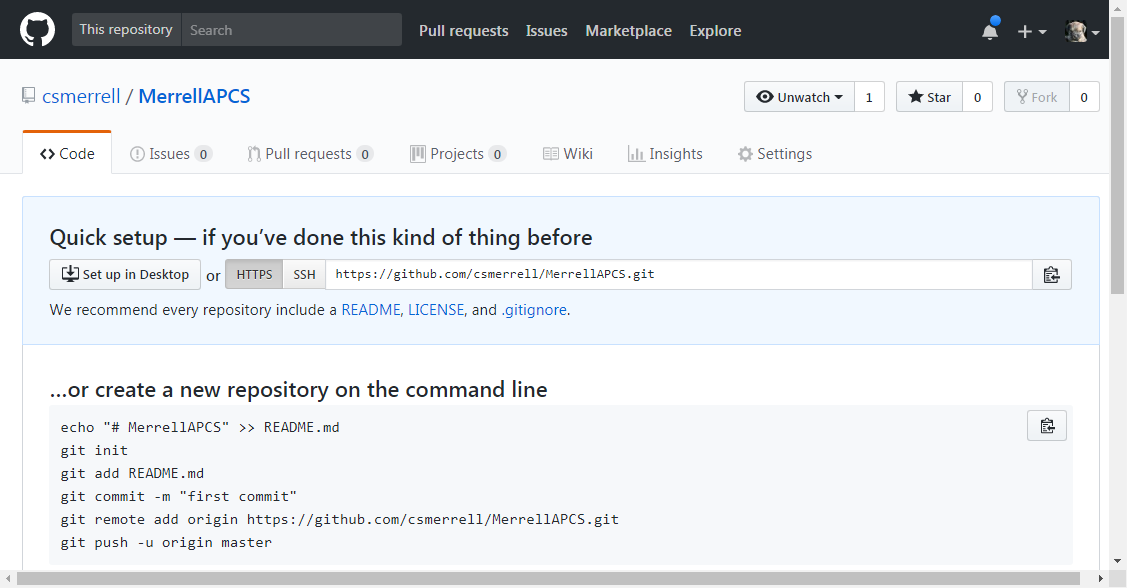 This repository Search Pull requests Issues Marketplace Explore
csmerrell / MerrellAPCS Unwatch 1 Star 0 Fork 0
Code Issues 0 Pull requests 0 Projects 0 Wiki Insights Settings
Quick setup — if you’ve done this kind of thing before
Set up in Desktop or HTTPS SSH https://github.com/csmerrell/MerrellAPCS.git
We recommend every repository include a README, LICENSE, and .gitignore.
…or create a new repository on the command line
echo "# MerrellAPCS" >> README.md
git init
git add README.md
git commit -m "first commit"
git remote add origin https://github.com/csmerrell/MerrellAPCS.git
git push -u origin master